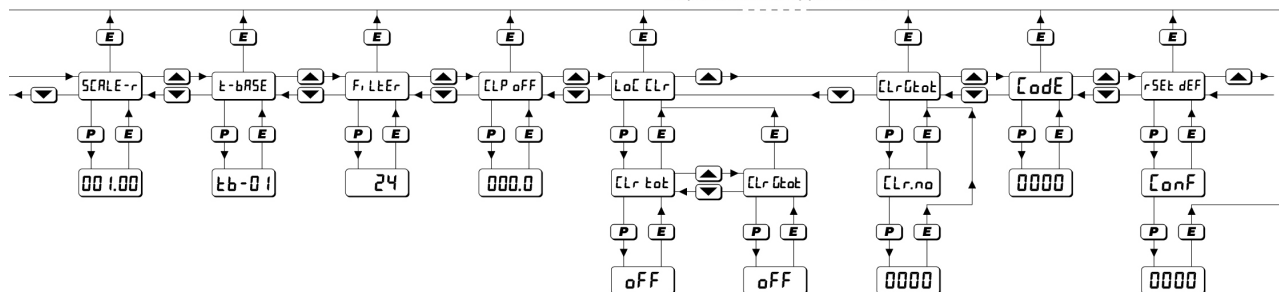 E E E E E E E E
SCALE-r t-bASE FiLtEr CLP oFF LoC CLr CLrGtot CodE rSEt dEF
P E P E P E P E P E E P E P E P E
001.00 tb-01 24 000.0 CLr tot CLr Gtot CLr.no 0000 ConF
P E P E P E P E
oFF oFF 0000 0000